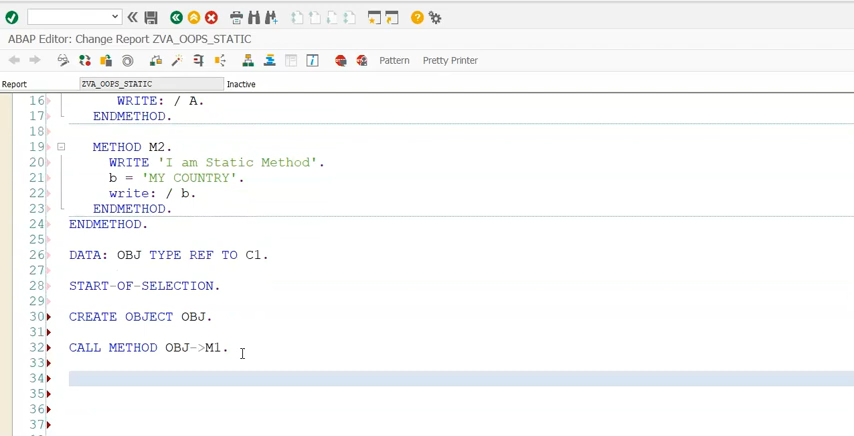 ABAP Editor: Change Report ZVA_OOPS_STATIC
Pattern Pretty Printer
Report ZVA_OOPS_STATIC Inactive
16 WRITE: / A.
17 ENDMETHOD.
18
19 METHOD M2.
20 WRITE 'I am Static Method'.
21 b = 'MY COUNTRY'.
22 write: / b.
23 ENDMETHOD.
24 ENDMETHOD.
25
26 DATA: OBJ TYPE REF TO C1.
27
28 START-OF-SELECTION.
29
30 CREATE OBJECT OBJ.
31
32 CALL METHOD OBJ->M1.
33
34
35
36
37